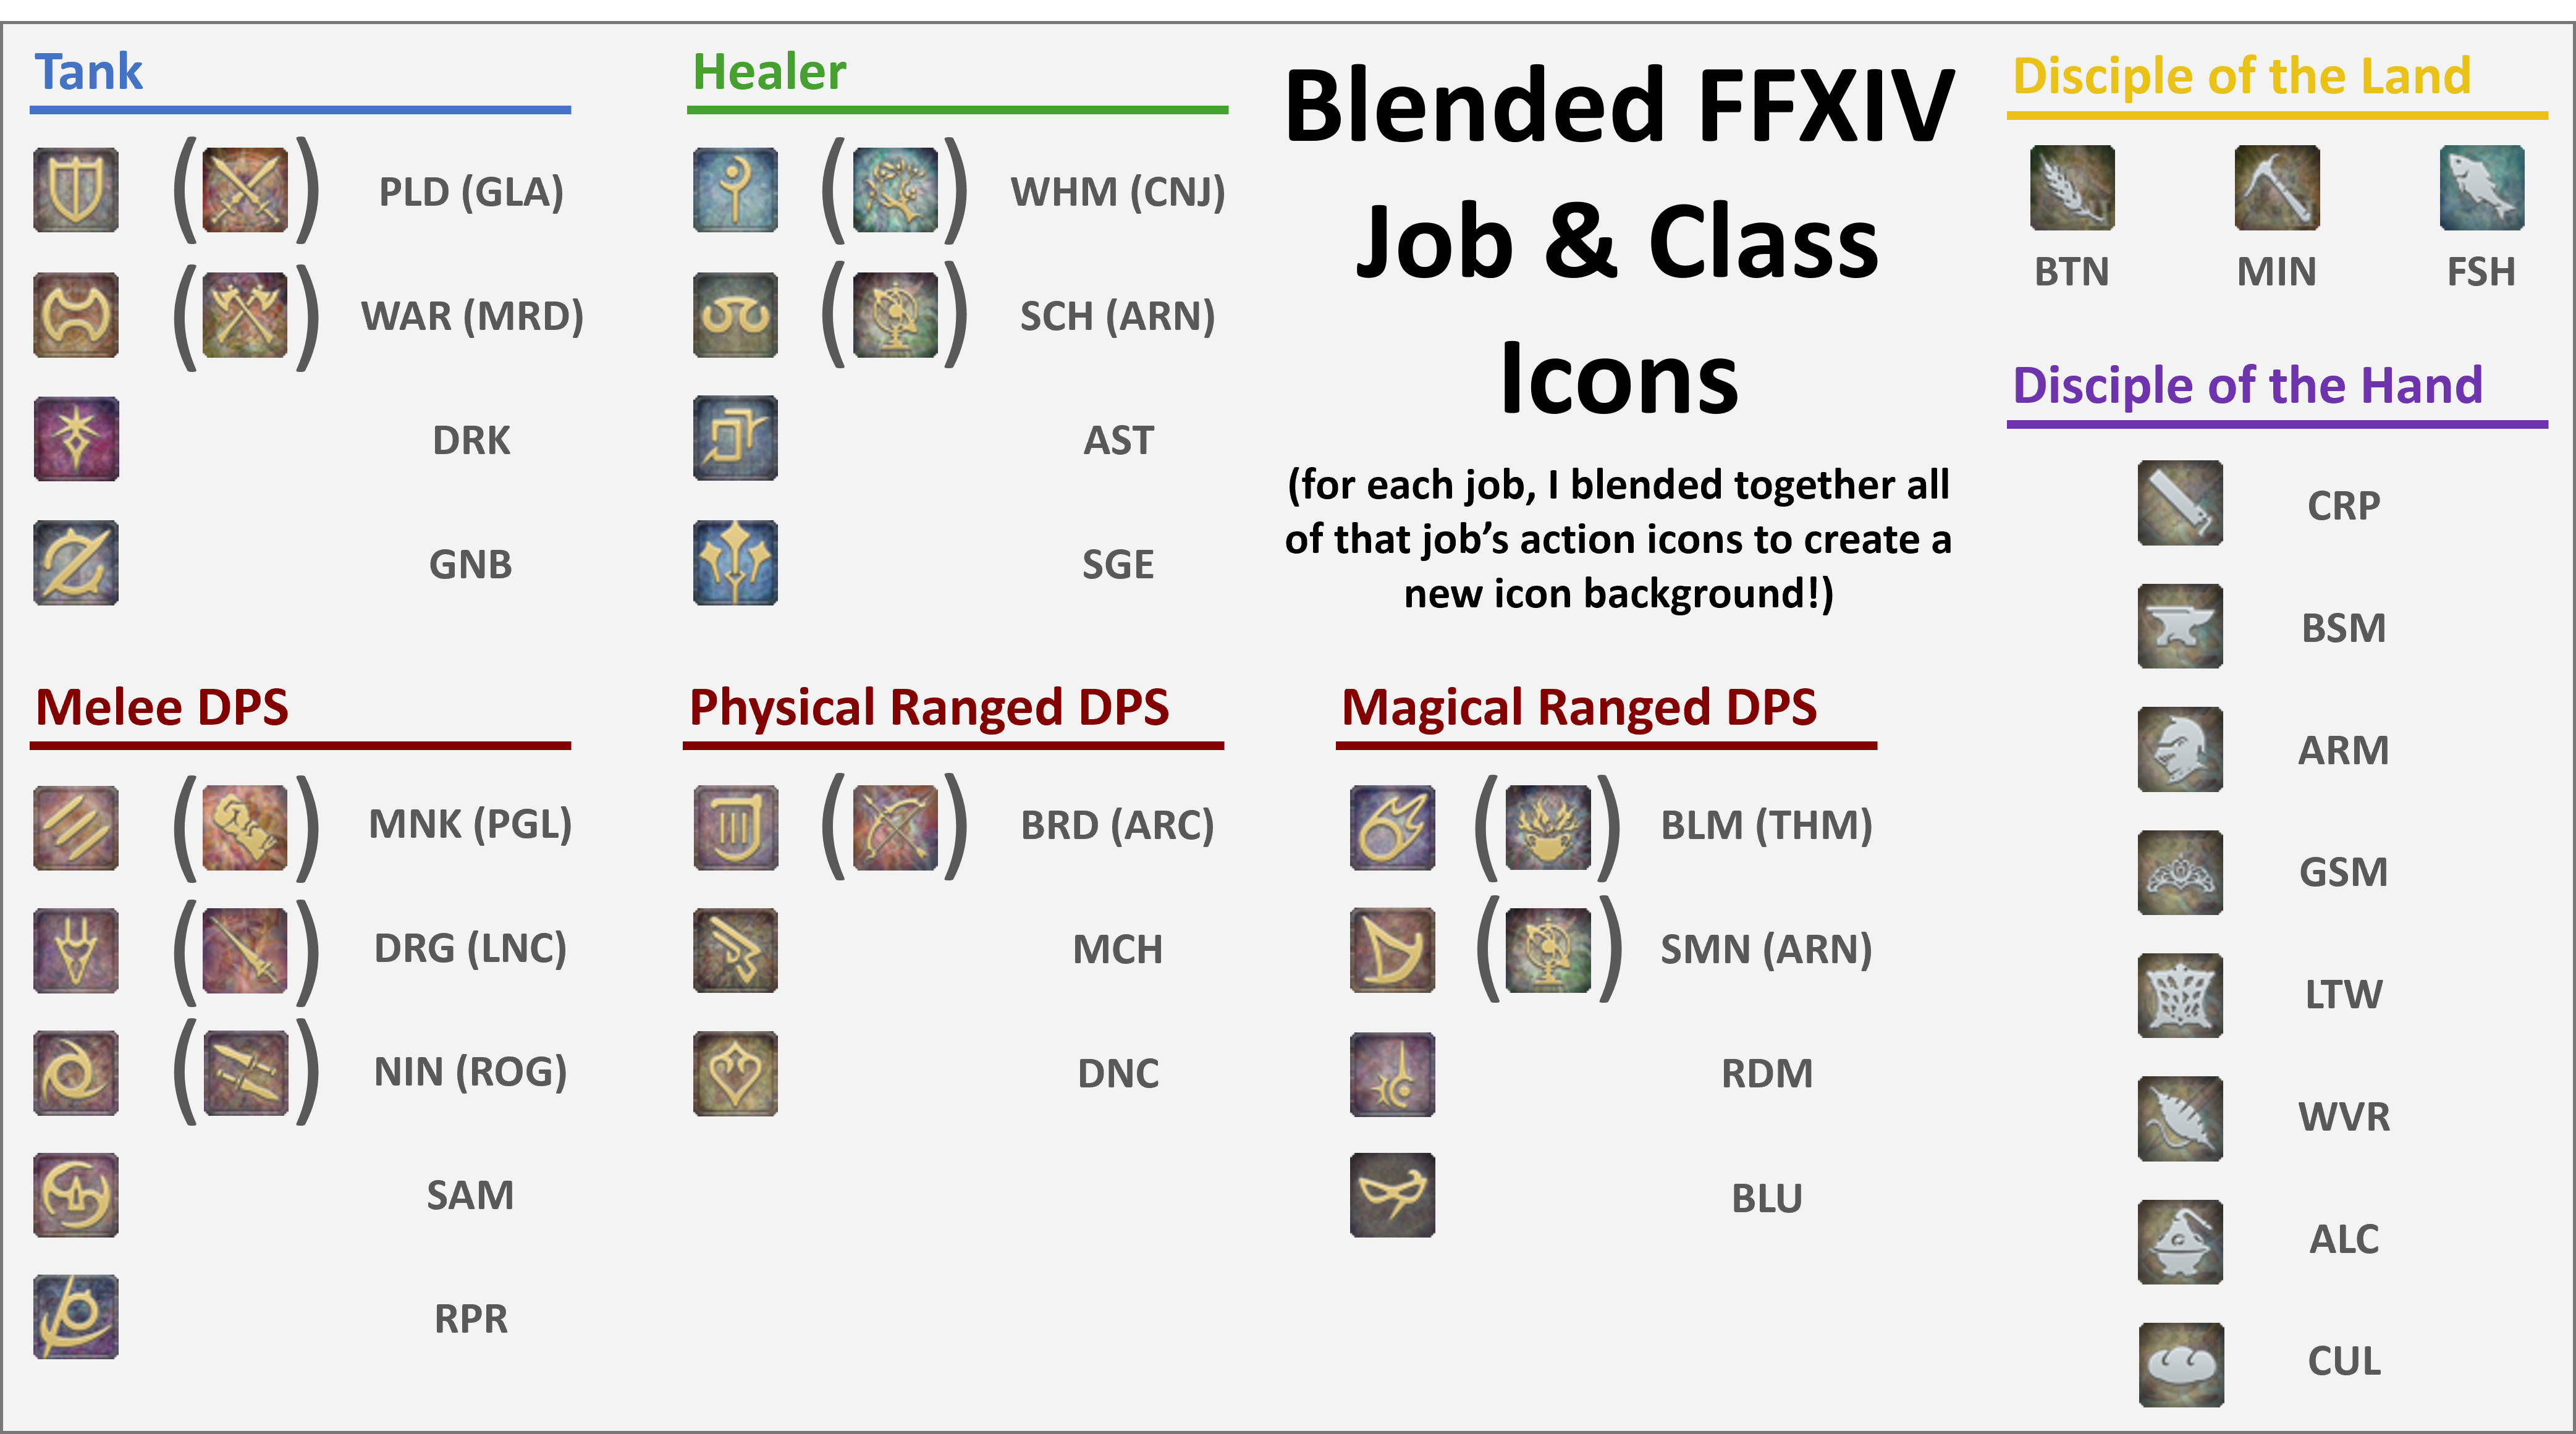 Tank
PLD (GLA)
WAR (MRD)
DRK
GNB
Healer
WHM (CNJ)
SCH (ARN)
AST
SGE
Blended FFXIV
Job & Class
Icons
(for each job, I blended together all
of that job’s action icons to create a
new icon background!)
Disciple of the Land
BTN MIN FSH
Disciple of the Hand
CRP
BSM
ARM
GSM
LTW
WVR
ALC
CUL
Melee DPS
MNK (PGL)
DRG (LNC)
NIN (ROG)
SAM
RPR
Physical Ranged DPS
BRD (ARC)
MCH
DNC
Magical Ranged DPS
BLM (THM)
SMN (ARN)
RDM
BLU